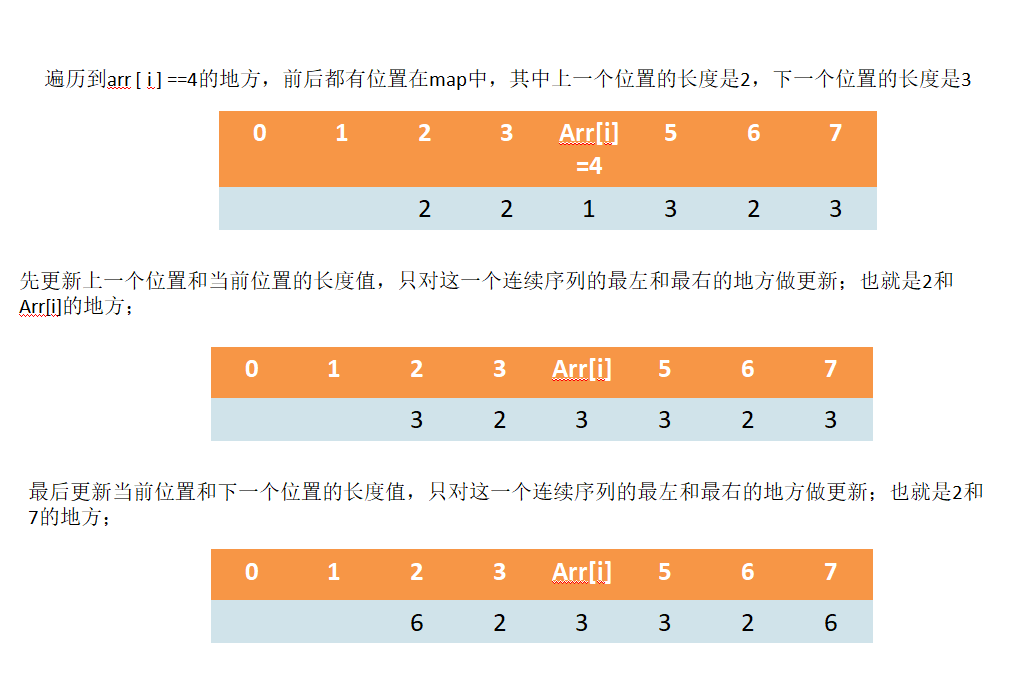 遍历到arr [ i ] ==4的地方，前后都有位置在map中，其中上一个位置的长度是2，下一个位置的长度是3
0 1 2 3 Arr[i] 5 6 7
=4
2 2 1 3 2 3
先更新上一个位置和当前位置的长度值，只对这一个连续序列的最左和最右的地方做更新；也就是2和
Arr[i]的地方；
0 1 2 3 Arr[i] 5 6 7
3 2 3 3 2 3
最后更新当前位置和下一个位置的长度值，只对这一个连续序列的最左和最右的地方做更新；也就是2和
7的地方；
0 1 2 3 Arr[i] 5 6 7
6 2 3 3 2 6